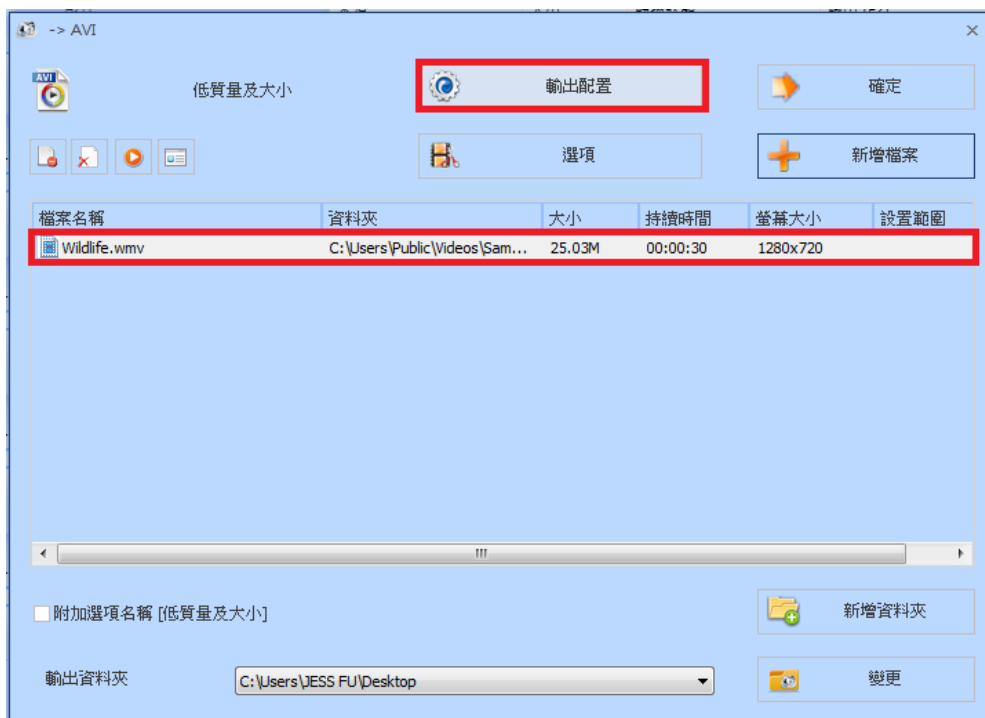 -> AVI
AVI
低質量及大小
輸出配置
確定
選項
新增檔案
檔案名稱 資料夾 大小 持續時間 螢幕大小 設置範圍
Wildlife.wmv C:\Users\Public\Videos\Sam... 25.03M 00:00:30 1280x720
附加選項名稱 [低質量及大小]
新增資料夾
輸出資料夾
C:\Users\JESS FU\Desktop
變更